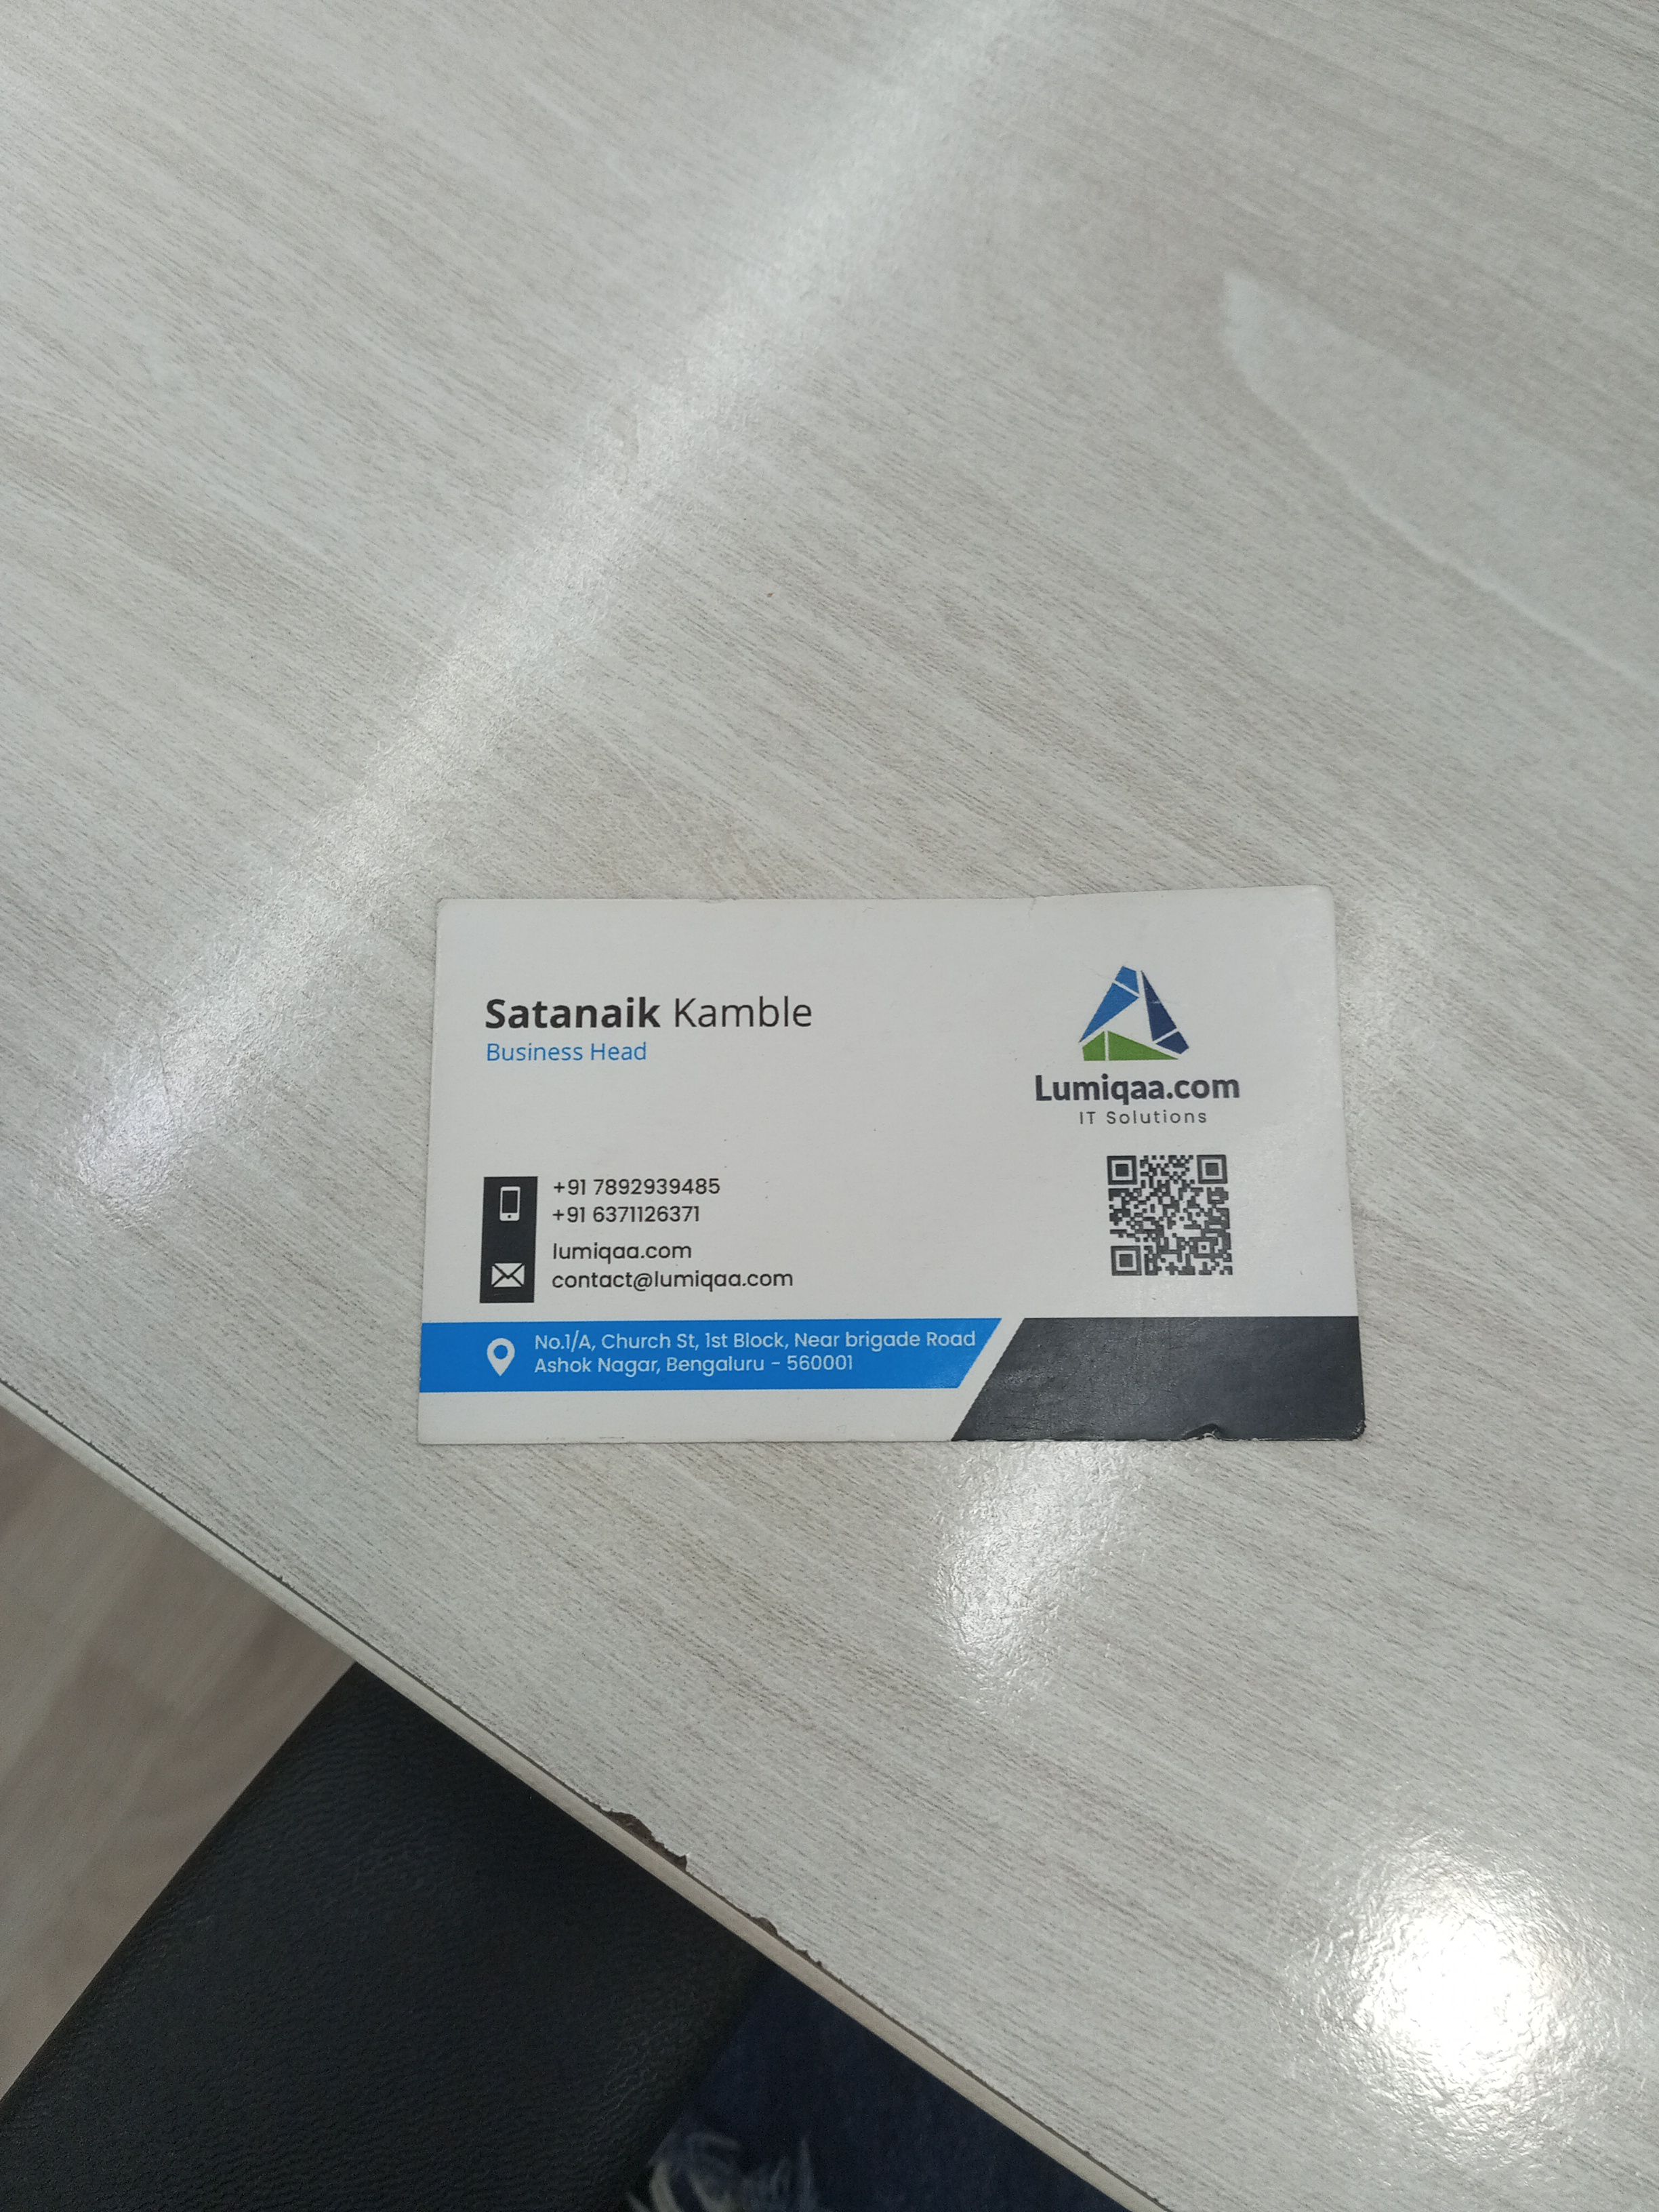 Satanaik Kamble
Business Head
Lumiqaa.com
IT Solutions
+91 7892939485
+91 6371126371
lumiqaa.com
contact@lumiqaa.com
No.1/A, Church St, 1st Block, Near brigade Road
Ashok Nagar, Bengaluru - 560001